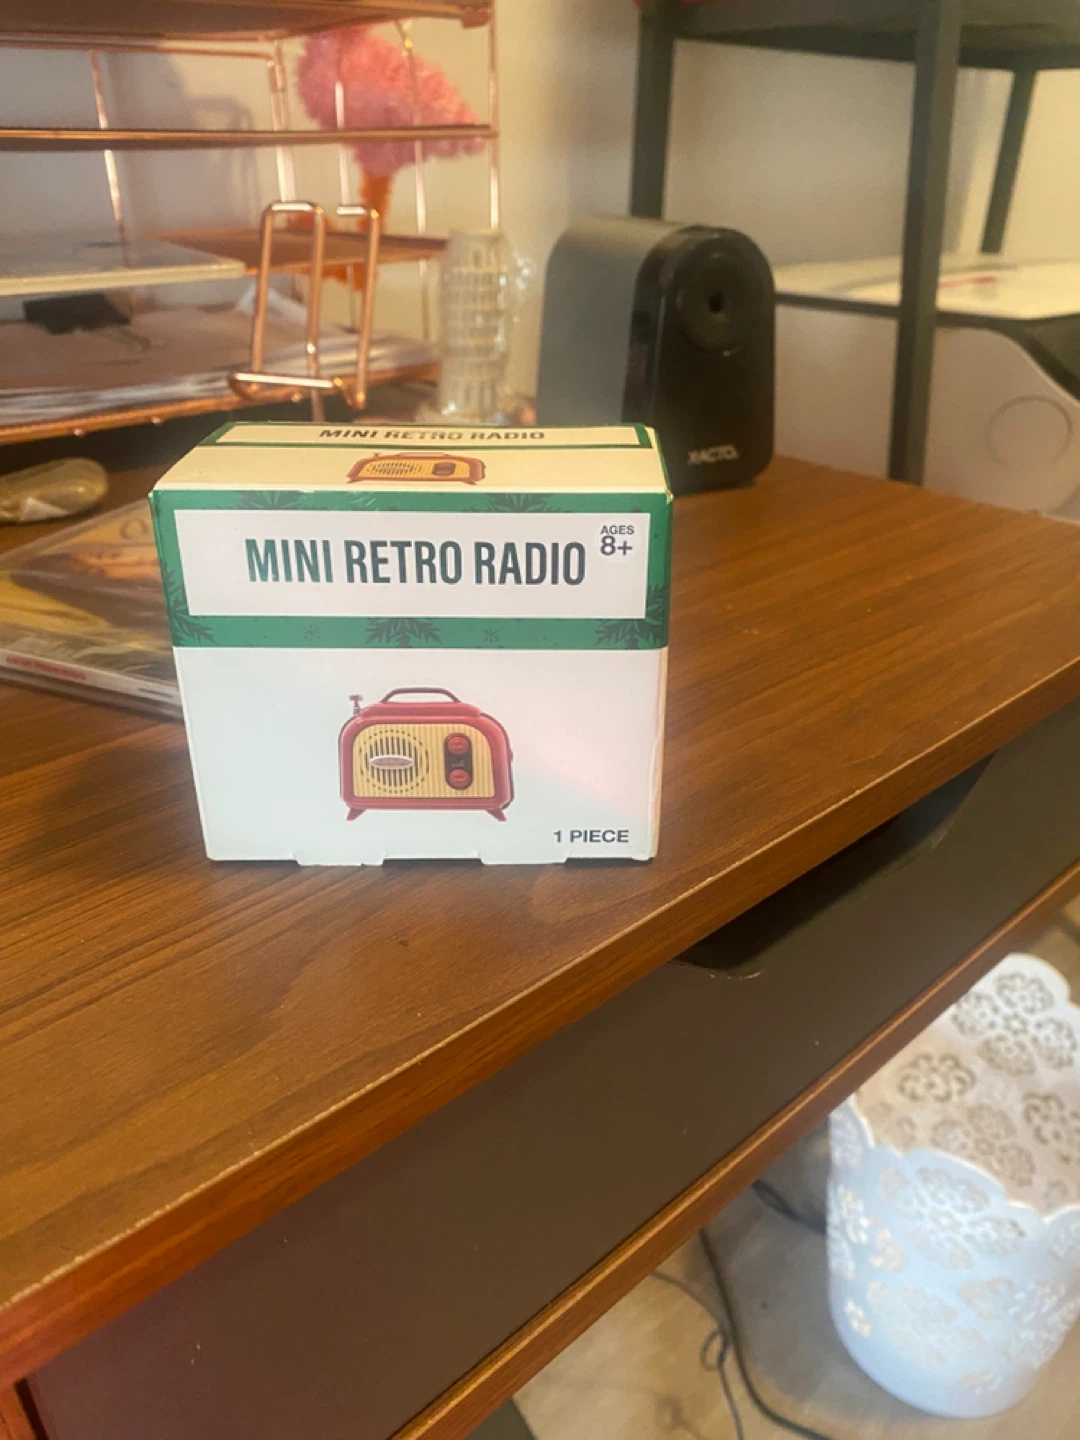 MINI RETRO RADIO
MINI RETRO RADIO
AGES
8+
1 PIECE
X-ACTO